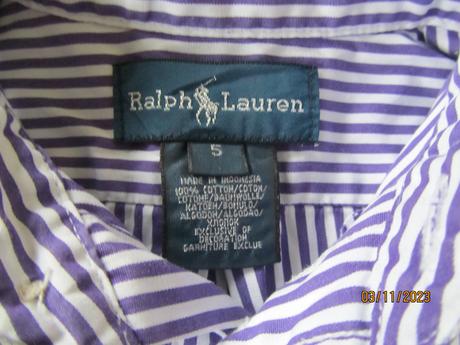 Ralph Lauren
5
MADE IN INDONESIA
100% COTTON/COTON/
COTONE/BAUMWOLLE/
KATOEN/BOMULD/
ALGODON/ALGODAO/
EXCLUSIVE OF
DECORATION
GARNITURE EXCLUE
03/11/2023